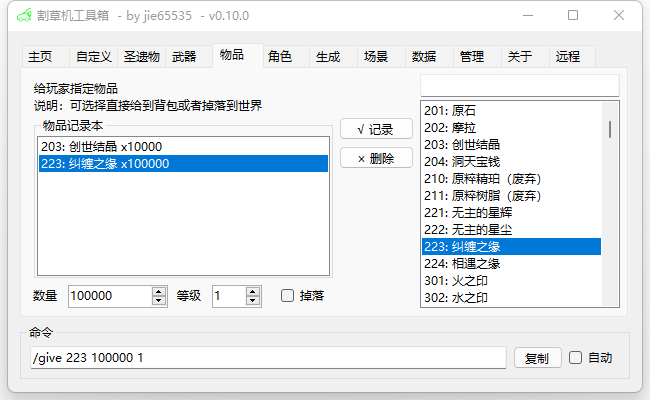 割草机工具箱 - by jie65535 - v0.10.0
主页 自定义 圣遗物 武器 物品 角色 生成 场景 数据 管理 关于 远程
给玩家指定物品
说明：可选择直接给到背包或者掉落到世界
物品记录本
203: 创世结晶 x10000
223: 纠缠之缘 x100000
√ 记录
× 删除
201: 原石
202: 摩拉
203: 创世结晶
204: 洞天宝钱
210: 原粹精珀（废弃）
211: 原粹树脂（废弃）
221: 无主的星辉
222: 无主的星尘
223: 纠缠之缘
224: 相遇之缘
301: 火之印
302: 水之印
数量 100000 等级 1 掉落
命令
/give 223 100000 1 复制 自动